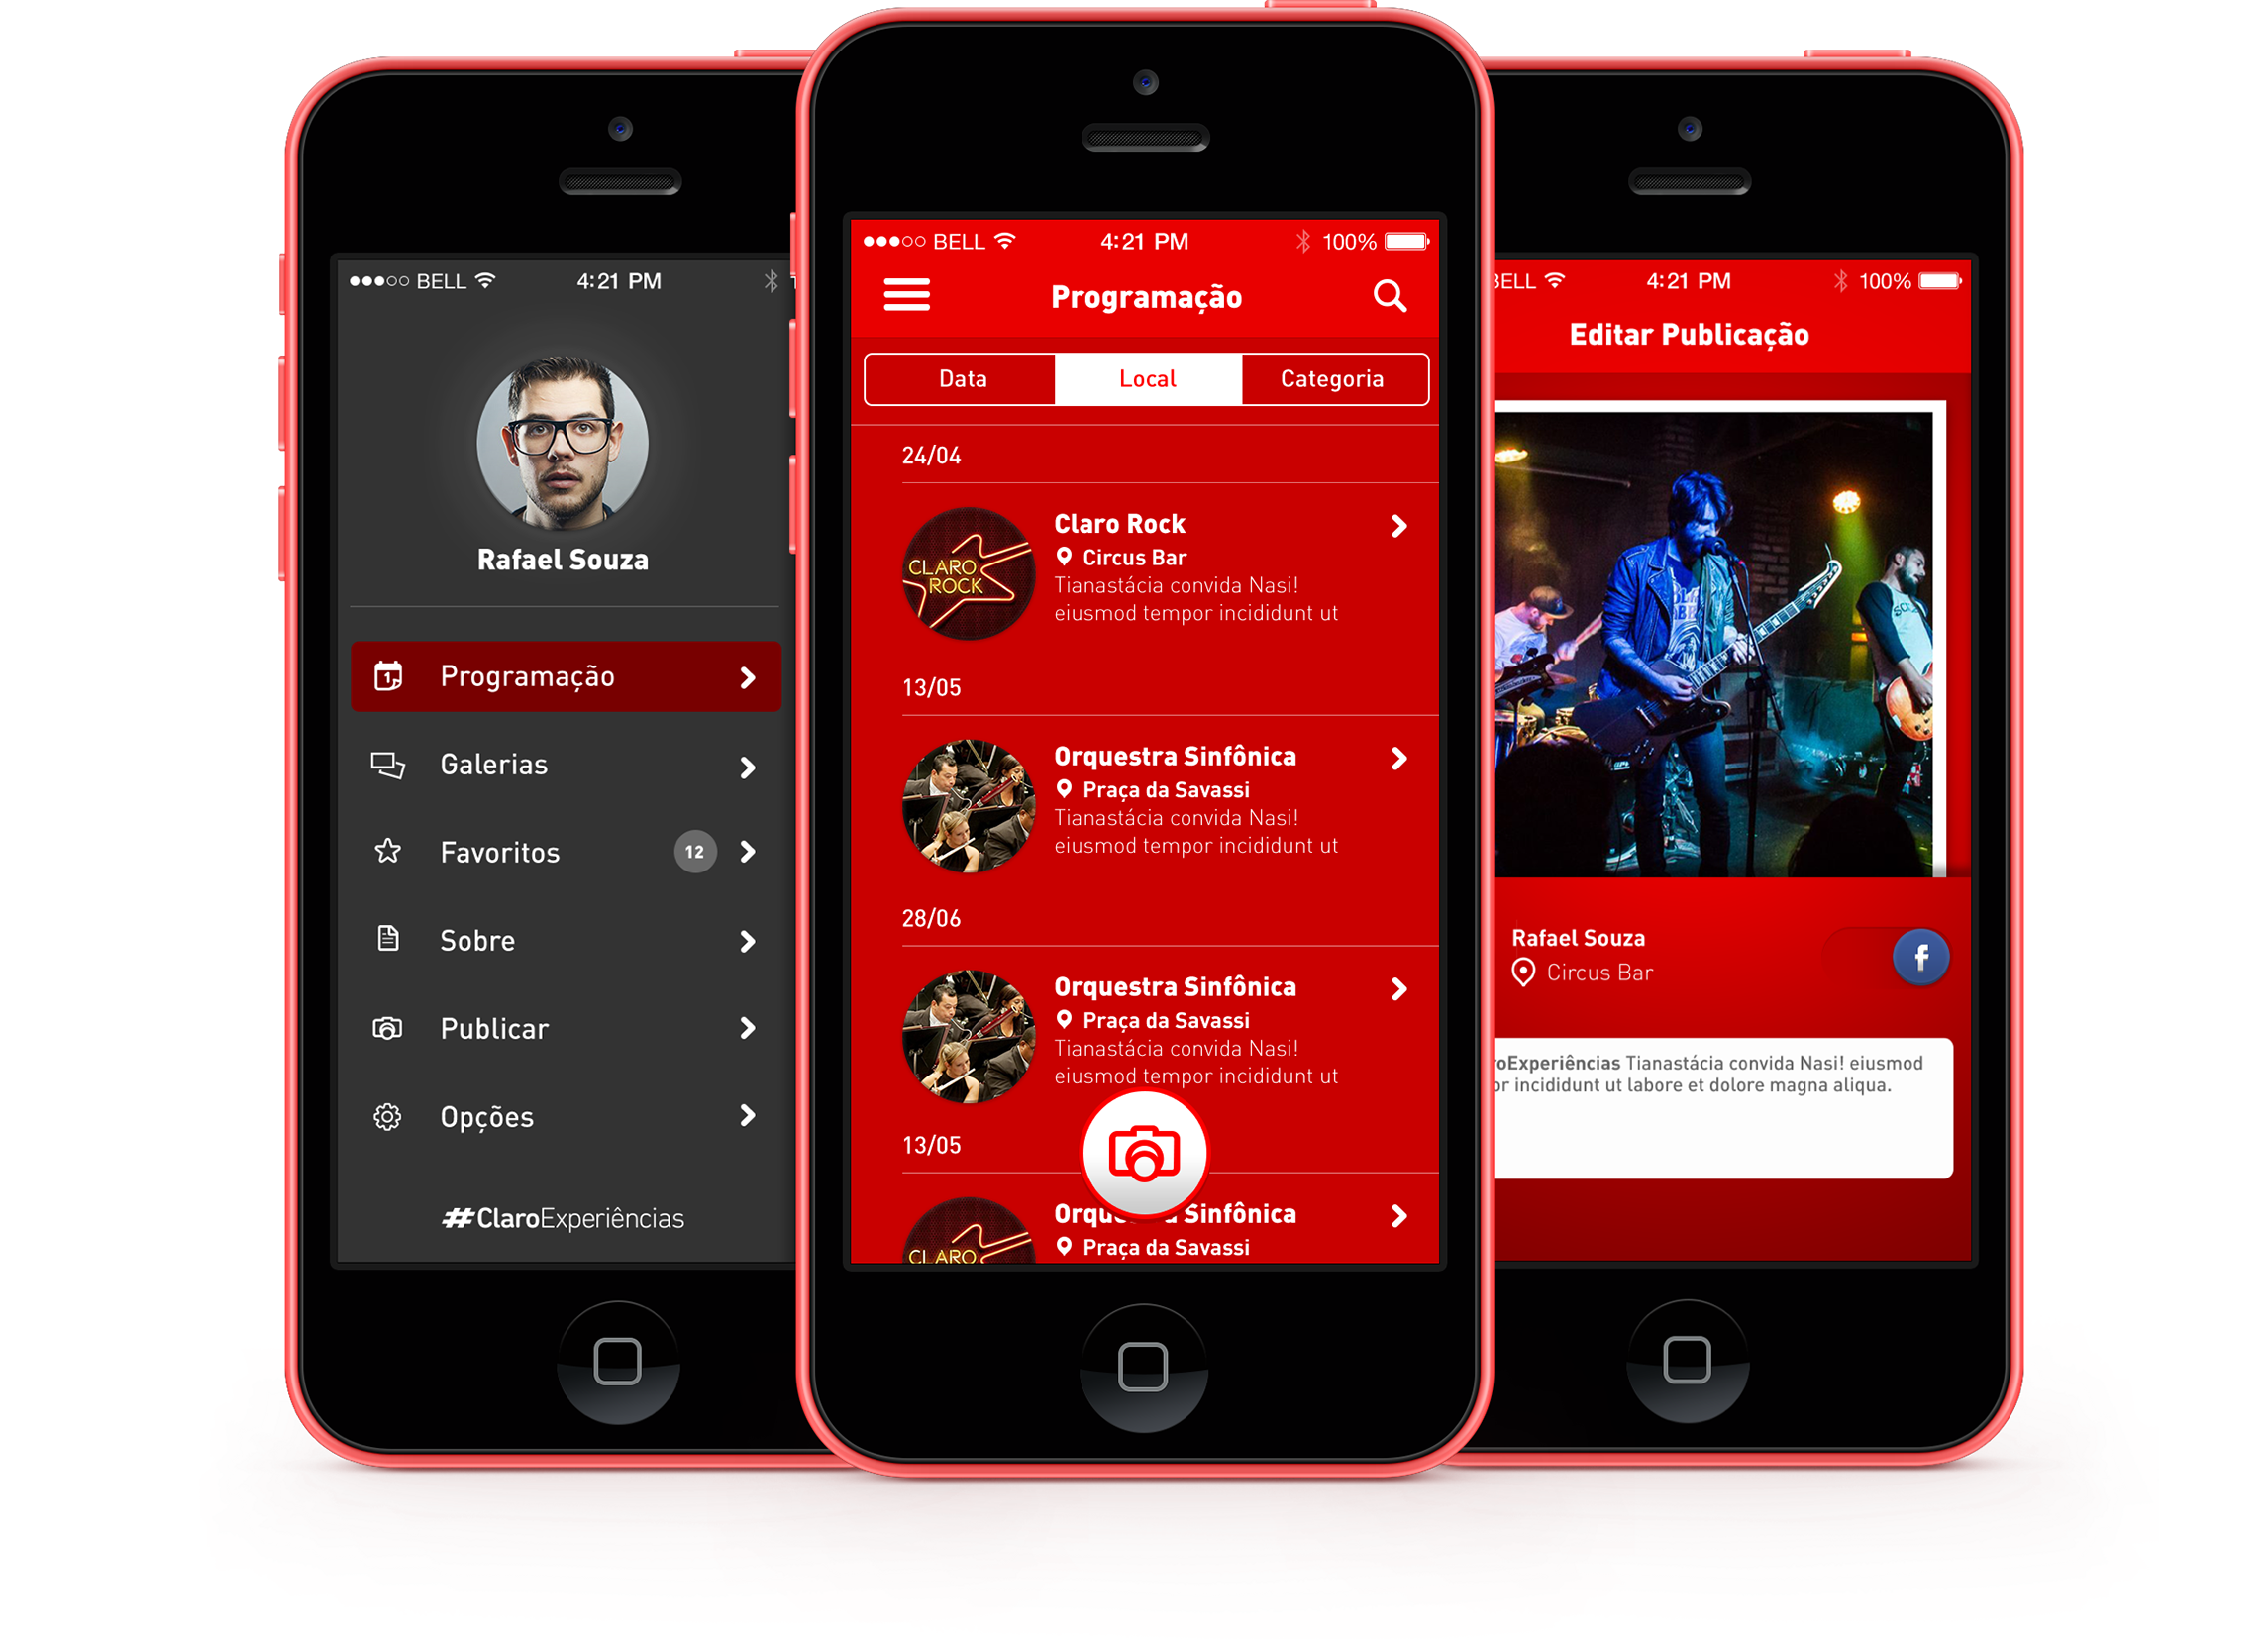 BELL
4:21 PM
Rafael Souza
Programação
Galerias
Favoritos
12
Sobre
Publicar
Opções
#ClaroExperiências
BELL
4:21 PM
100%
Programação
Data
Local
Categoria
24/04
CLARO
ROCK
Claro Rock
Circus Bar
Tianastácia convida Nasi!
eiusmod tempor incididunt ut
13/05
Orquestra Sinfônica
Praça da Savassi
Tianastácia convida Nasi!
eiusmod tempor incididunt ut
28/06
Orquestra Sinfônica
Praça da Savassi
Tianastácia convida Nasi!
eiusmod tempor incididunt ut
13/05
CLARO
Sinfônica
Praça da Savassi
BELL
4:21 PM
100%
Editar Publicação
Rafael Souza
Circus Bar
f
roExperiências Tianastácia convida Nasi! eiusmod
or incididunt ut labore et dolore magna aliqua.